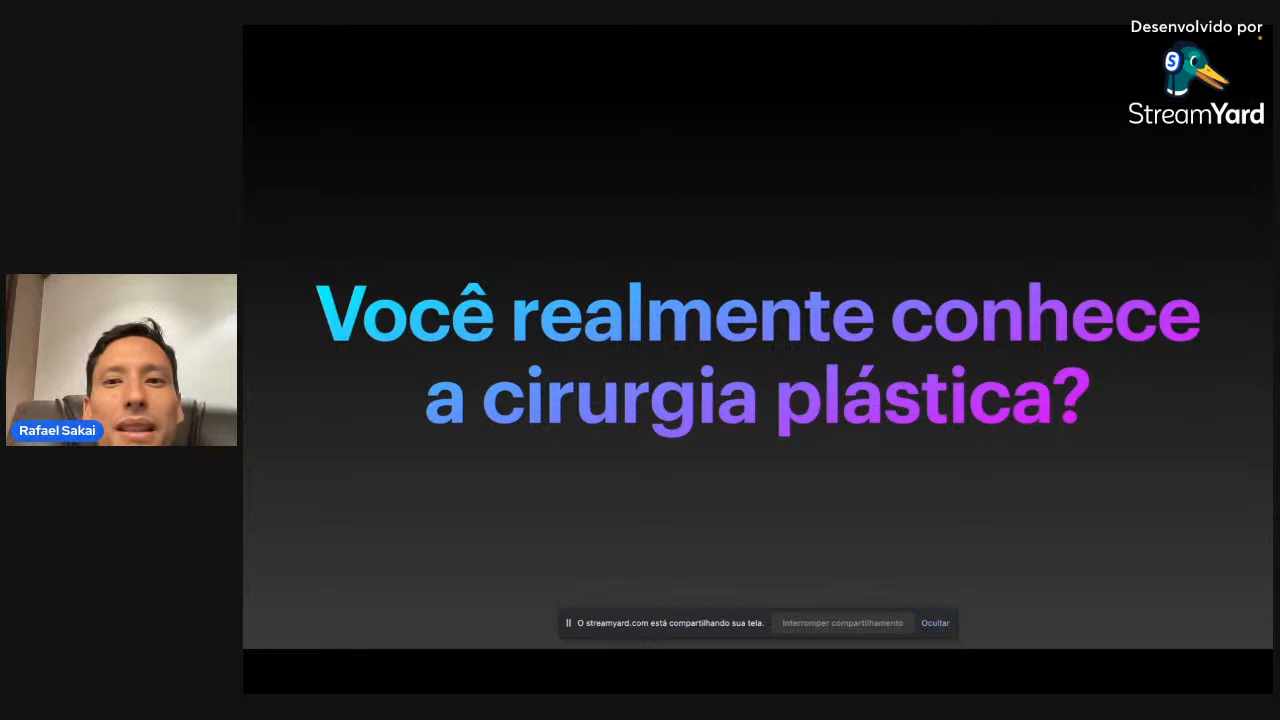 Desenvolvido por
StreamYard
Você realmente conhece
a cirurgia plástica?
Rafael Sakai
O streamyard.com está compartilhando sua tela.
Interromper compartilhamento
Ocultar